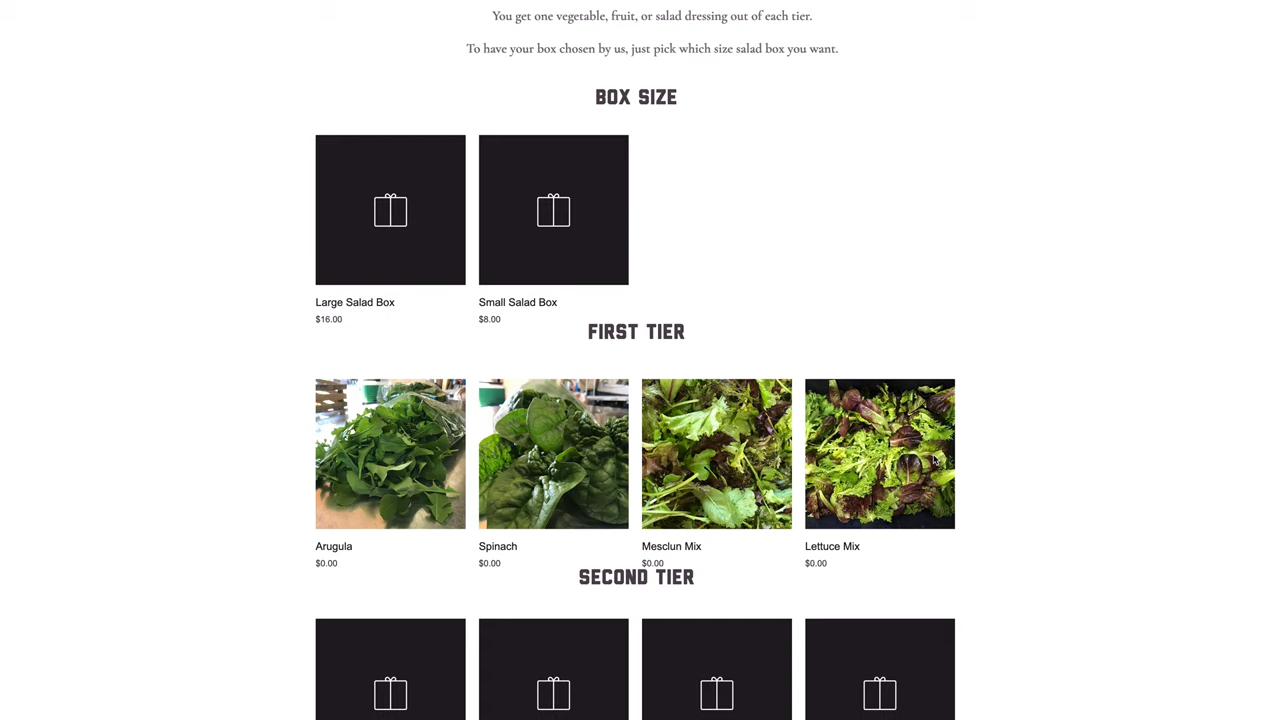 You get one vegetable, fruit, or salad dressing out of each tier.
To have your box chosen by us, just pick which size salad box you want.
BOX SIZE
Large Salad Box
$16.00
Small Salad Box
$8.00
FIRST TIER
Arugula
$0.00
Spinach
$0.00
Mesclun Mix
$0.00
Lettuce Mix
$0.00
SECOND TIER